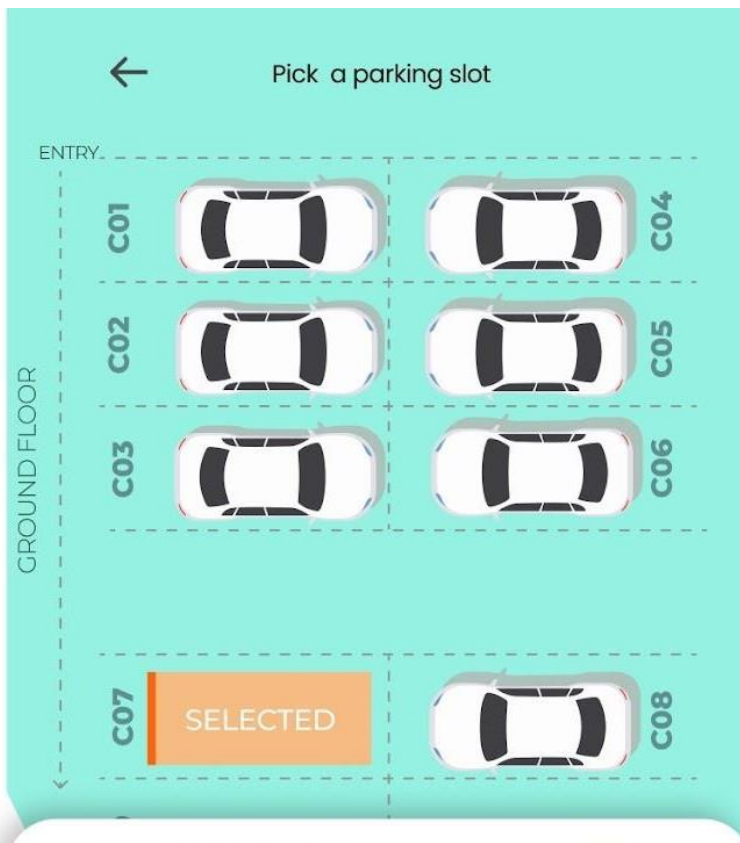 Pick a parking slot
ENTRY
C01
C04
C02
C05
GROUND FLOOR
C03
C06
C07
SELECTED
C08